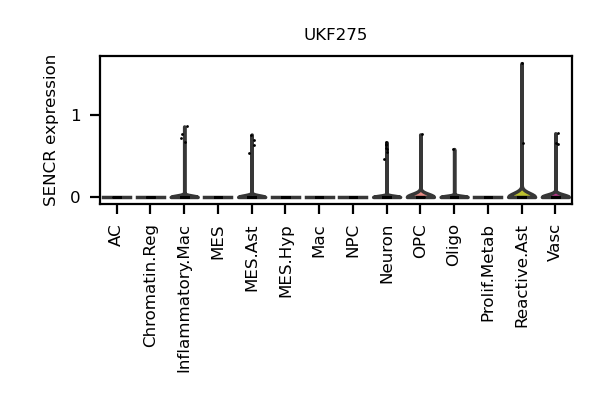 UKF275
SENCR expression
1
0
AC
Chromatin.Reg
Inflammatory.Mac
MES
MES.Ast
MES.Hyp
Mac
NPC
Neuron
OPC
Oligo
Prolif.Metab
Reactive.Ast
Vasc